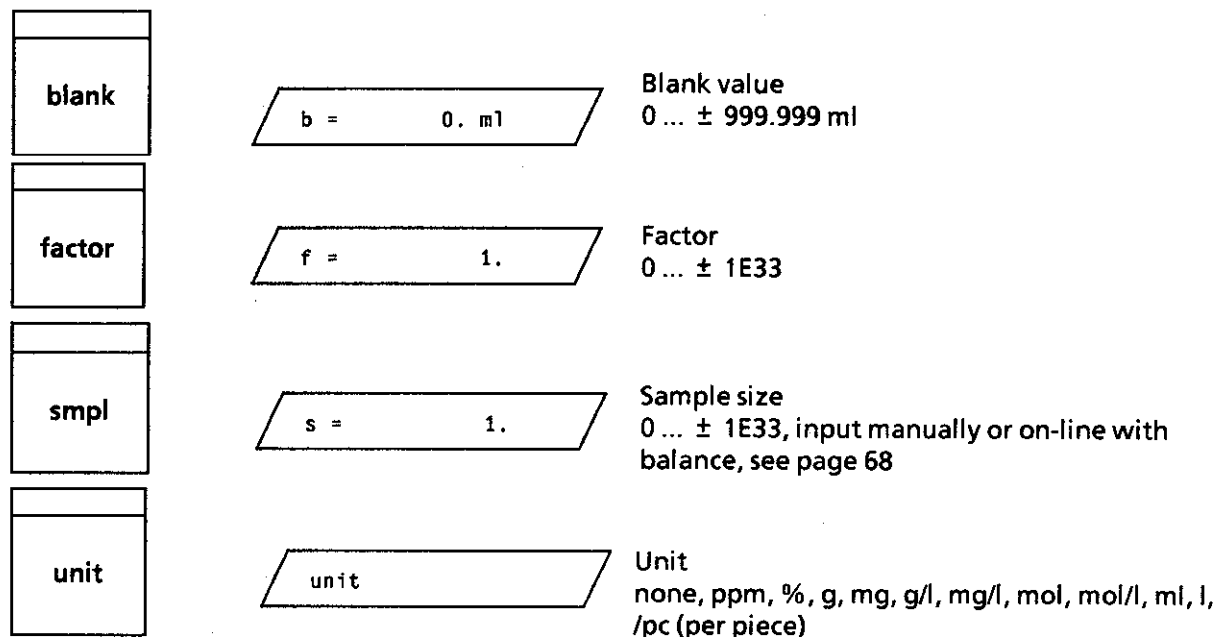 blank
b = 0. ml
Blank value
0 ... ± 999.999 ml
factor
f = 1.
Factor
0 ... ± 1E33
smpl
s = 1.
Sample size
0 ... ± 1E33, input manually or on-line with
balance, see page 68
unit
unit
Unit
none, ppm, %, g, mg, g/l, mg/l, mol, mol/l, ml, l,
/pc (per piece)